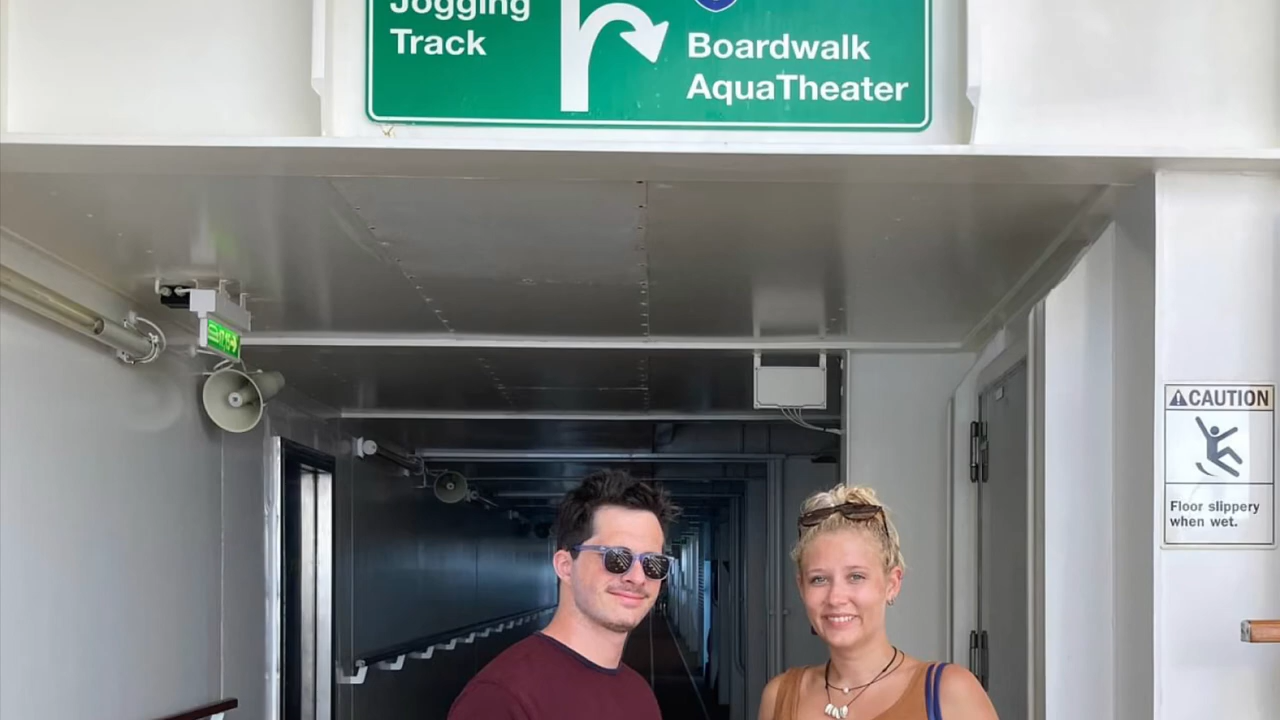 Jogging
Track
Boardwalk
AquaTheater
CAUTION
Floor slippery
when wet.